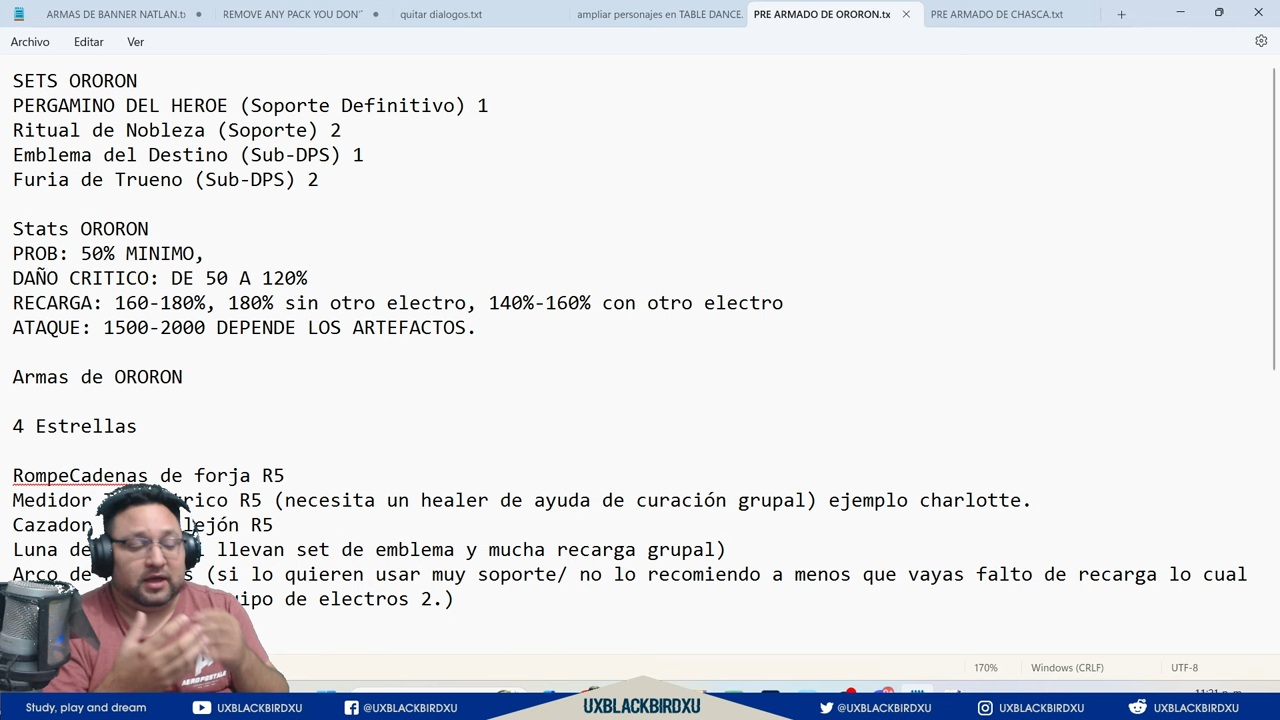 ARMAS DE BANNER NATLAN.tx
REMOVE ANY PACK YOU DON'
quitar dialogos.txt
ampliar personajes en TABLE DANCE.
PRE ARMADO DE ORORON.tx
PRE ARMADO DE CHASCA.txt
Archivo Editar Ver
SETS ORORON
PERGAMINO DEL HEROE (Soporte Definitivo) 1
Ritual de Nobleza (Soporte) 2
Emblema del Destino (Sub-DPS) 1
Furia de Trueno (Sub-DPS) 2
Stats ORORON
PROB: 50% MINIMO,
DAÑO CRITICO: DE 50 A 120%
RECARGA: 160-180%, 180% sin otro electro, 140%-160% con otro electro
ATAQUE: 1500-2000 DEPENDE LOS ARTEFACTOS.
Armas de ORORON
4 Estrellas
RompeCadenas de forja R5
Medidor R5 (necesita un healer de ayuda de curación grupal) ejemplo charlotte.
Cazador R5
Luna llevan set de emblema y mucha recarga grupal)
Arco de (si lo quieren usar muy soporte/ no lo recomiendo a menos que vayas falto de recarga lo cual
de electros 2.)
170% Windows (CRLF) UTF-8
AEROPOSTALE
Study, play and dream UXBLACKBIRDXU @UXBLACKBIRDXU UXBLACKBIRDXU @UXBLACKBIRDXU @UXBLACKBIRDXU @UXBLACKBIRDXU